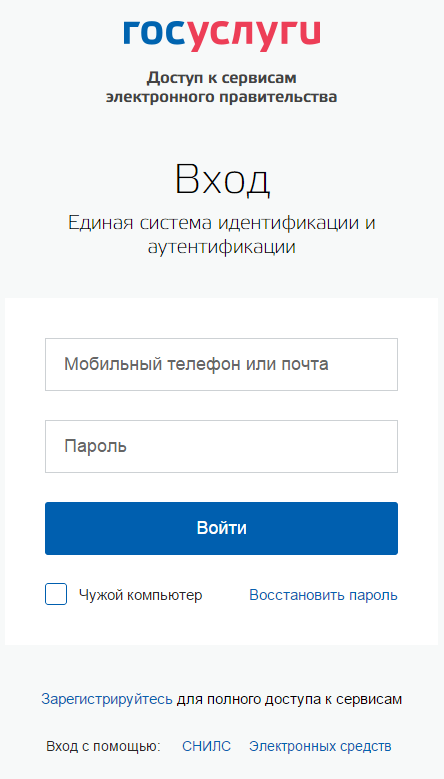 госуслуги
Доступ к сервисам
электронного правительства
Вход
Единая система идентификации и
аутентификации
Мобильный телефон или почта
Пароль
Войти
Чужой компьютер Восстановить пароль
Зарегистрируйтесь для полного доступа к сервисам
Вход с помощью: СНИЛС Электронных средств